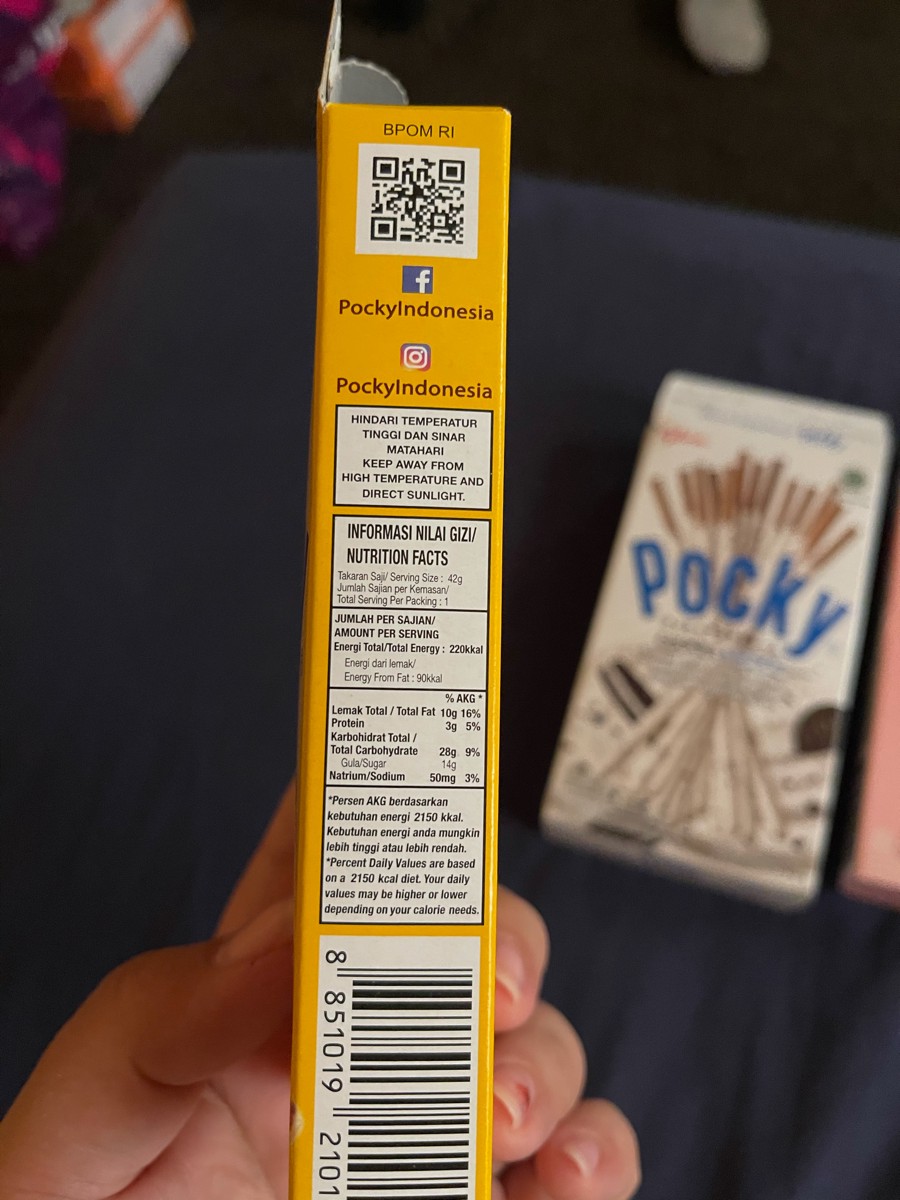 BPOM RI
PockyIndonesia
PockyIndonesia
HINDARI TEMPERATUR
TINGGI DAN SINAR
MATAHARI
KEEP AWAY FROM
HIGH TEMPERATURE AND
DIRECT SUNLIGHT.
INFORMASI NILAI GIZI/
NUTRITION FACTS
Takaran Saji/ Serving Size : 42g
Jumlah Sajian per Kemasan/
Total Serving Per Packing : 1
JUMLAH PER SAJIAN/
AMOUNT PER SERVING
Energi Total/Total Energy : 220kkal
Energi dari lemak/
Energy From Fat : 90kkal
% AKG *
Lemak Total / Total Fat 10g 16%
Protein 3g 5%
Karbohidrat Total /
Total Carbohydrate 28g 9%
Gula/Sugar 14g
Natrium/Sodium 50mg 3%
*Persen AKG berdasarkan
kebutuhan energi 2150 kkal.
Kebutuhan energi anda mungkin
lebih tinggi atau lebih rendah.
*Percent Daily Values are based
on a 2150 kcal diet. Your daily
values may be higher or lower
depending on your calorie needs.
8 851019 2101
POCKY